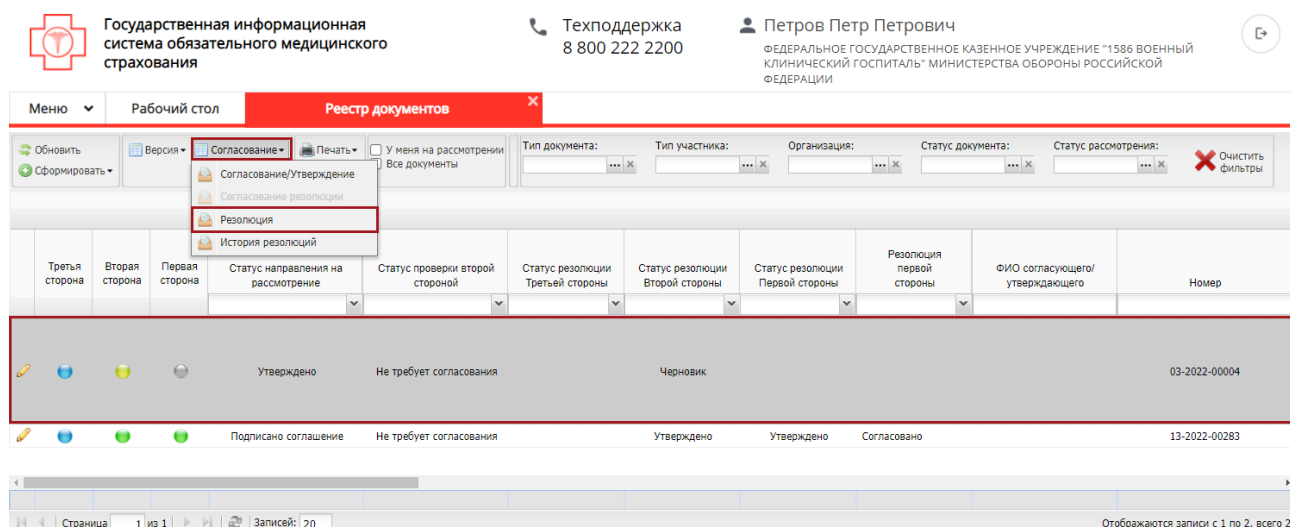 Государственная информационная
система обязательного медицинского
страхования
Техподдержка
8 800 222 2200
Петров Петр Петрович
ФЕДЕРАЛЬНОЕ ГОСУДАРСТВЕННОЕ КАЗЕННОЕ УЧРЕЖДЕНИЕ "1586 ВОЕННЫЙ
КЛИНИЧЕСКИЙ ГОСПИТАЛЬ" МИНИСТЕРСТВА ОБОРОНЫ РОССИЙСКОЙ
ФЕДЕРАЦИИ
Меню
Рабочий стол
Реестр документов
Обновить
Сформировать
Версия
Согласование
Печать
У меня на рассмотрении
Все документы
Тип документа:
Тип участника:
Организация:
Статус документа:
Статус рассмотрения:
Очистить
фильтры
Согласование/Утверждение
Согласование резолюции
Резолюция
История резолюций
Третья
сторона
Вторая
сторона
Первая
сторона
Статус направления на
рассмотрение
Статус проверки второй
стороной
Статус резолюции
Третьей стороны
Статус резолюции
Второй стороны
Статус резолюции
Первой стороны
Резолюция
первой
стороны
ФИО согласующего/
утверждающего
Номер
Утверждено Не требует согласования Черновик 03-2022-00004
Подписано соглашение Не требует согласования Утверждено Утверждено Согласовано 13-2022-00283
Страница 1 из 1 Записей: 20 Отображаются записи с 1 по 2, всего 2